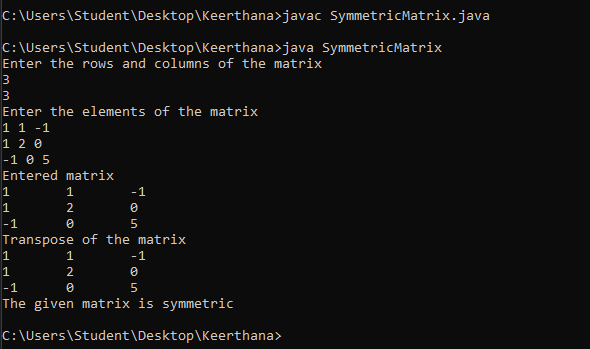 C:\Users\Student\Desktop\Keerthana>javac SymmetricMatrix.java
C:\Users\Student\Desktop\Keerthana>java SymmetricMatrix
Enter the rows and columns of the matrix
3
3
Enter the elements of the matrix
1 1 -1
1 2 0
-1 0 5
Entered matrix
1 1 -1
1 2 0
-1 0 5
Transpose of the matrix
1 1 -1
1 2 0
-1 0 5
The given matrix is symmetric
C:\Users\Student\Desktop\Keerthana>